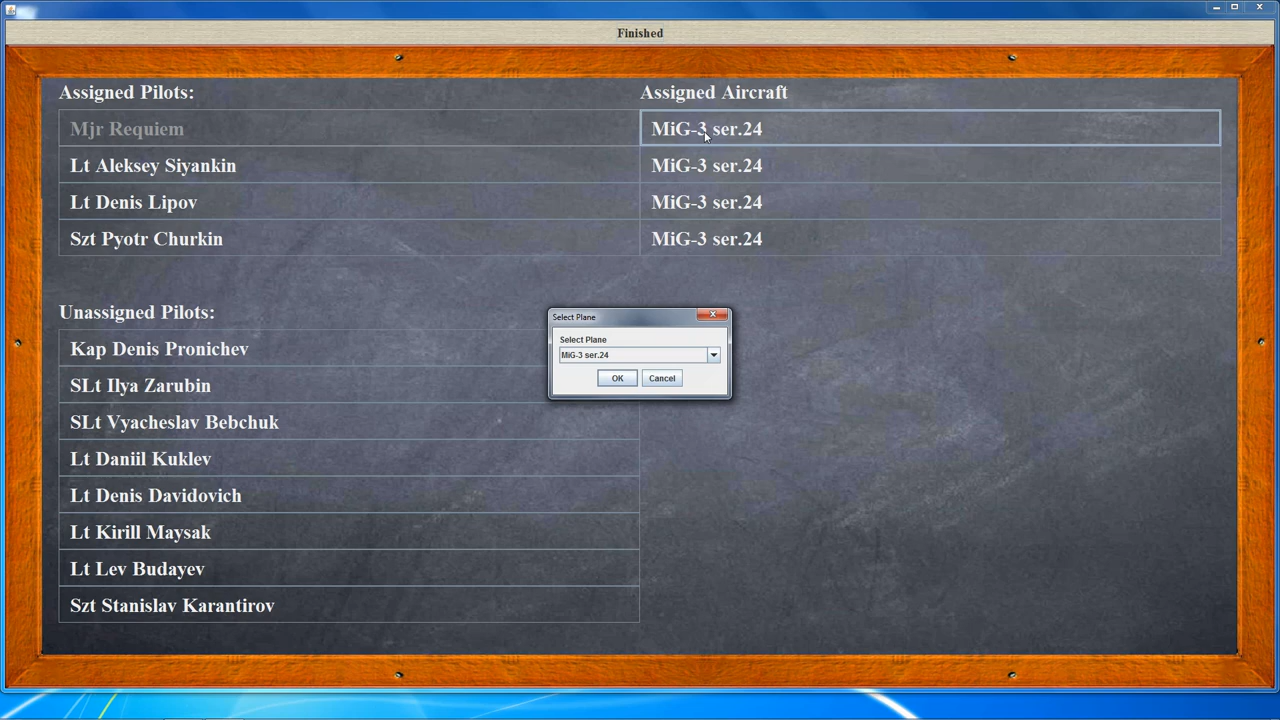 Finished
Assigned Pilots:
Assigned Aircraft
Mjr Requiem
MiG-3 ser.24
Lt Aleksey Siyankin
MiG-3 ser.24
Lt Denis Lipov
MiG-3 ser.24
Szt Pyotr Churkin
MiG-3 ser.24
Unassigned Pilots:
Kap Denis Pronichev
SLt Ilya Zarubin
SLt Vyacheslav Bebchuk
Lt Daniil Kuklev
Lt Denis Davidovich
Lt Kirill Maysak
Lt Lev Budayev
Szt Stanislav Karantirov
Select Plane
Select Plane
MiG-3 ser.24
OK
Cancel